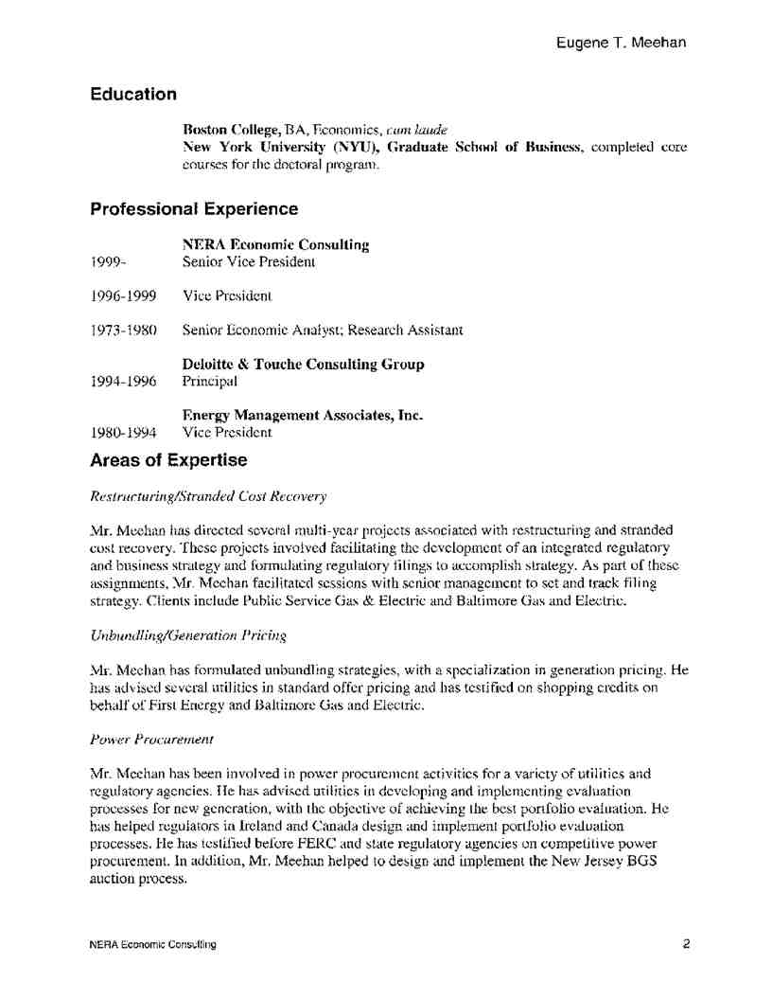 Eugene T. Meehan
Education
Boston College, BA, Economics, cum laude
New York University (NYU), Graduate School of Business, completed core
courses for the doctoral program.
Professional Experience
NERA Economic Consulting
1999- Senior Vice President
1996-1999 Vice President
1973-1980 Senior Economic Analyst; Research Assistant
Deloitte & Touche Consulting Group
1994-1996 Principal
Energy Management Associates, Inc.
1980-1994 Vice President
Areas of Expertise
Restructuring/Stranded Cost Recovery
Mr. Meehan has directed several multi-year projects associated with restructuring and stranded
cost recovery. These projects involved facilitating the development of an integrated regulatory
and business strategy and formulating regulatory filings to accomplish strategy. As part of these
assignments, Mr. Meehan facilitated sessions with senior management to set and track filing
strategy. Clients include Public Service Gas & Electric and Baltimore Gas and Electric.
Unbundling/Generation Pricing
Mr. Meehan has formulated unbundling strategies, with a specialization in generation pricing. He
has advised several utilities in standard offer pricing and has testified on shopping credits on
behalf of First Energy and Baltimore Gas and Electric.
Power Procurement
Mr. Meehan has been involved in power procurement activities for a variety of utilities and
regulatory agencies. He has advised utilities in developing and implementing evaluation
processes for new generation, with the objective of achieving the best portfolio evaluation. He
has helped regulators in Ireland and Canada design and implement portfolio evaluation
processes. He has testified before FERC and state regulatory agencies on competitive power
procurement. In addition, Mr. Meehan helped to design and implement the New Jersey BGS
auction process.
NERA Economic Consulting 2